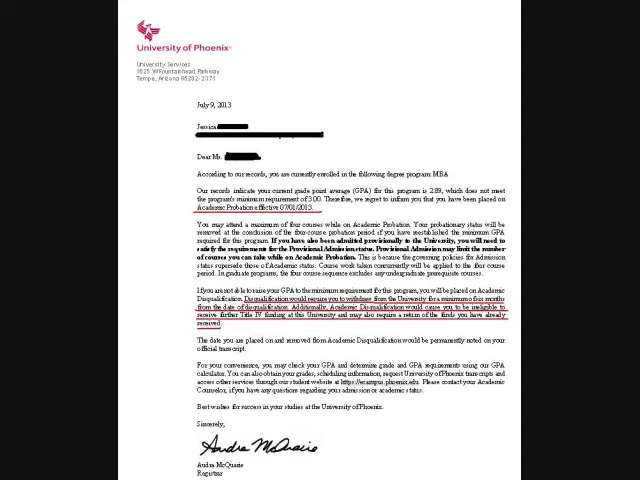 University of Phoenix
University Services
1625 W Fountainhead Parkway
Tempe, Arizona 85282-2371
July 9, 2013
Jessica
Dear Ms.
According to our records, you are currently enrolled in the following degree program: MBA
Our records indicate your current grade point average (GPA) for this program is 2.89, which does not
meet the program's minimum requirement of 3.00. Therefore, we regret to inform you that you have been placed on
Academic Probation effective 07/01/2013.
You may attend a maximum of four courses while on Academic Probation. Your probationary status will be
removed at the conclusion of the four-course probation period if you have reestablished the minimum GPA
required for this program. If you have also been admitted provisionally to the University, you will need to
satisfy the requirements for the Provisional Admission status. Provisional Admission may limit the number
of courses you can take while on Academic Probation. This is because the governing policies for Admission
status supersede those of Academic status. Course work taken concurrently will be applied to the four course
period. In graduate programs, the four course sequence excludes any undergraduate prerequisite courses.
If you are not able to raise your GPA to the minimum requirement for this program, you will be placed on Academic
Disqualification. Disqualification would require you to withdraw from the University for a minimum of six months
from the date of disqualification. Additionally, Academic Disqualification would cause you to be ineligible to
receive further Title IV funding at this University and may also require a return of the funds you have already
received.
The date you are placed on and removed from Academic Disqualification would be permanently noted on your
official transcript.
For your convenience, you may check your GPA and determine grade and GPA requirements using our GPA
calculator. You can also obtain your grades, scheduling information, request University of Phoenix transcripts and
access other services through our student website at https://ecampus.phoenix.edu. Please contact your Academic
Counselor, if you have any questions regarding your admission or academic status.
Best wishes for success in your studies at the University of Phoenix.
Sincerely,
Audra McQuarie
Audra McQuarie
Registrar